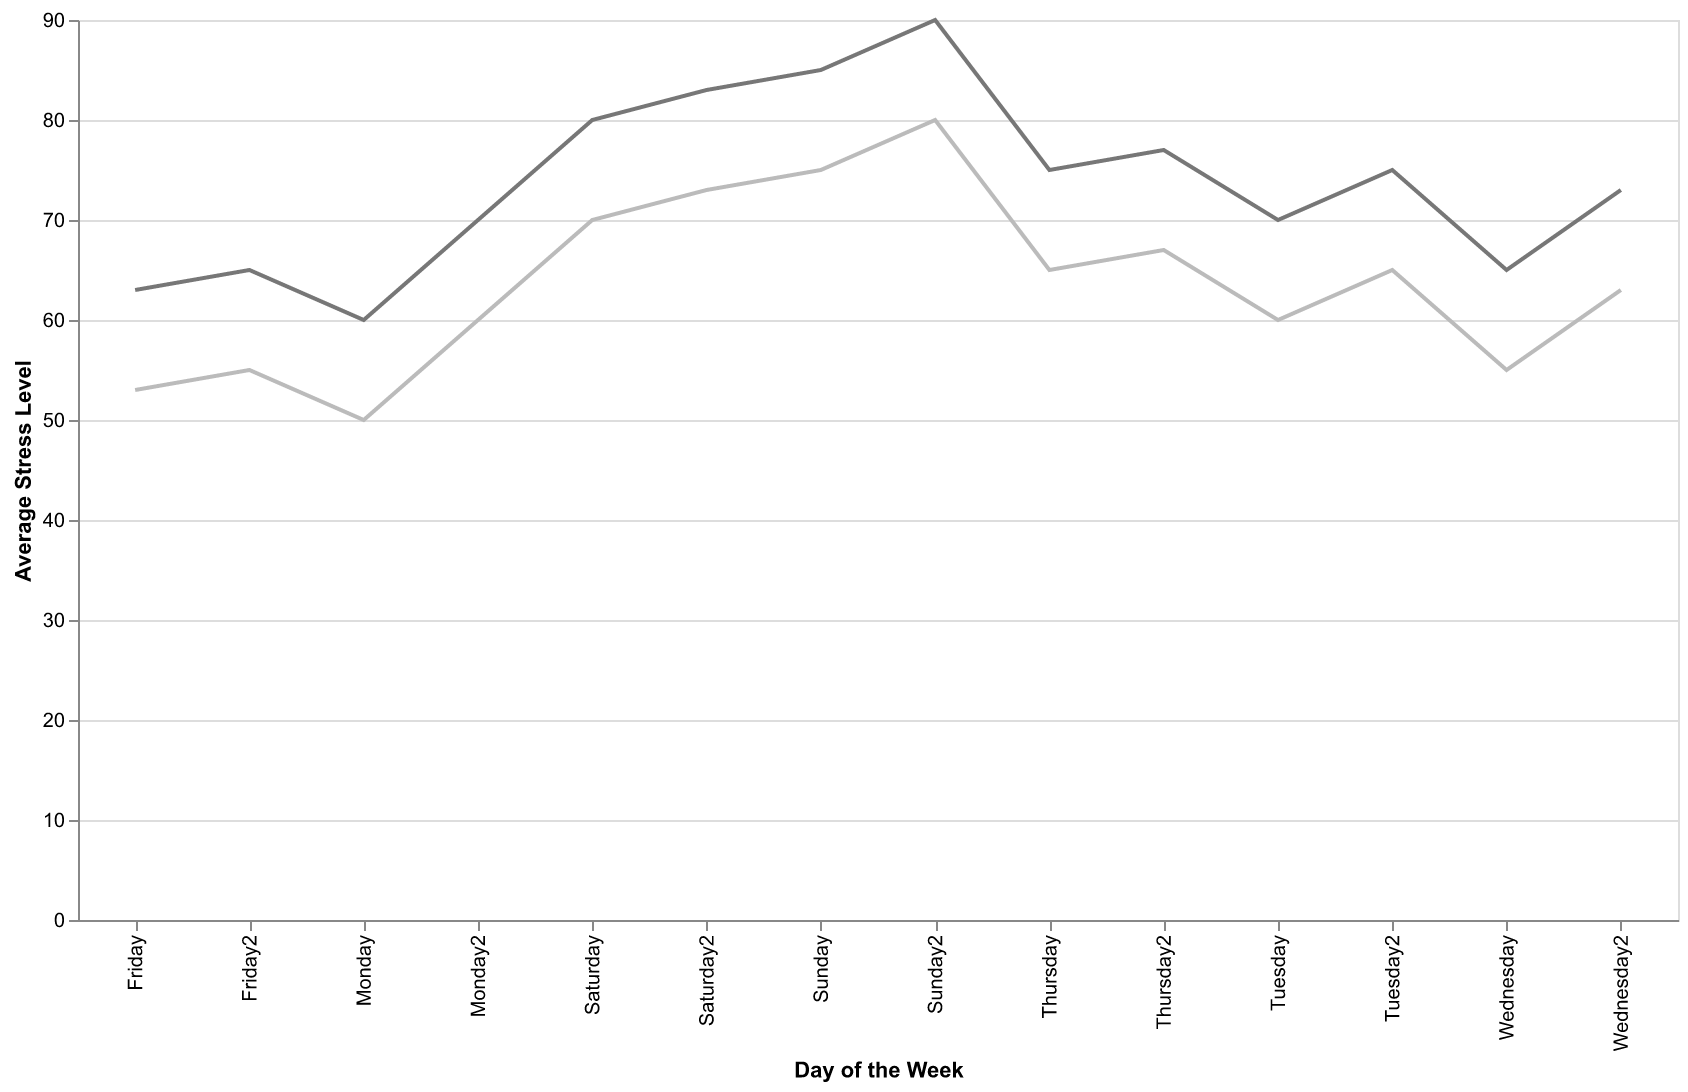 90
80
70
60
50
40
30
20
10
0
Average Stress Level
Friday
Friday2
Monday
Monday2
Saturday
Saturday2
Sunday
Sunday2
Thursday
Thursday2
Tuesday
Tuesday2
Wednesday
Wednesday2
Day of the Week